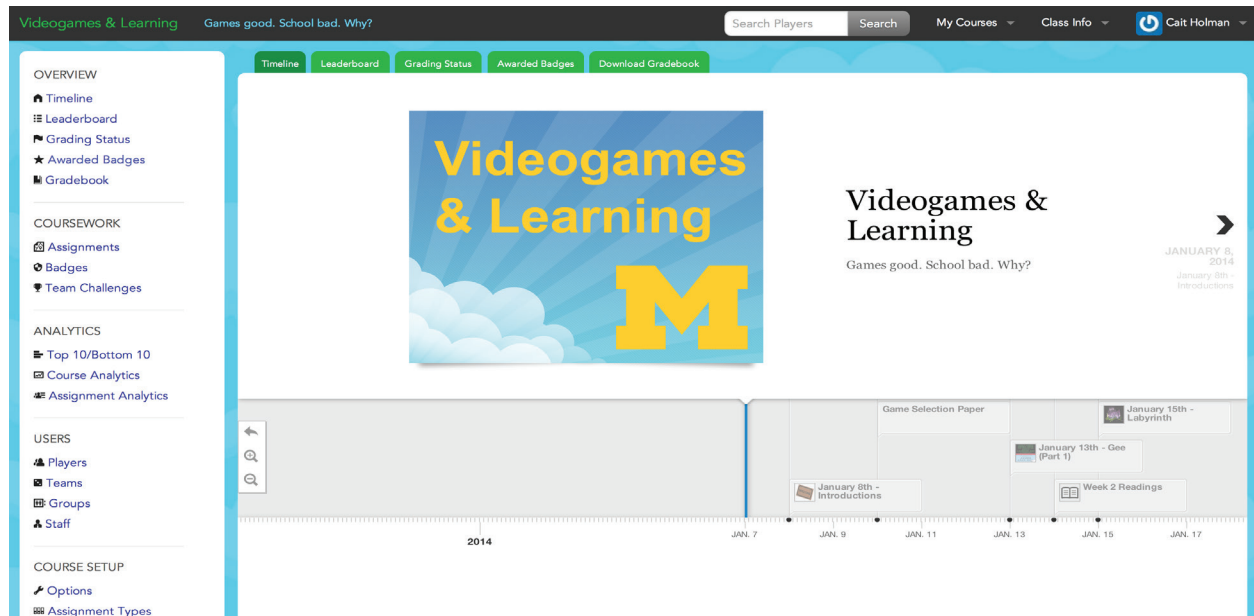 Videogames & Learning
Games good. School bad. Why?
Search Players
Search
My Courses
Class Info
Cait Holman
OVERVIEW
Timeline
Leaderboard
Grading Status
Awarded Badges
Gradebook
COURSEWORK
Assignments
Badges
Team Challenges
ANALYTICS
Top 10/Bottom 10
Course Analytics
Assignment Analytics
USERS
Players
Teams
Groups
Staff
COURSE SETUP
Options
Assignment Types
Timeline
Leaderboard
Grading Status
Awarded Badges
Download Gradebook
Videogames
& Learning
M
Videogames &
Learning
Games good. School bad. Why?
JANUARY 8,
2014
January 8th -
Introductions
Game Selection Paper
January 15th -
Labyrinth
January 13th - Gee
(Part 1)
January 8th -
Introductions
Week 2 Readings
2014
JAN. 7
JAN. 9
JAN. 11
JAN. 13
JAN. 15
JAN. 17